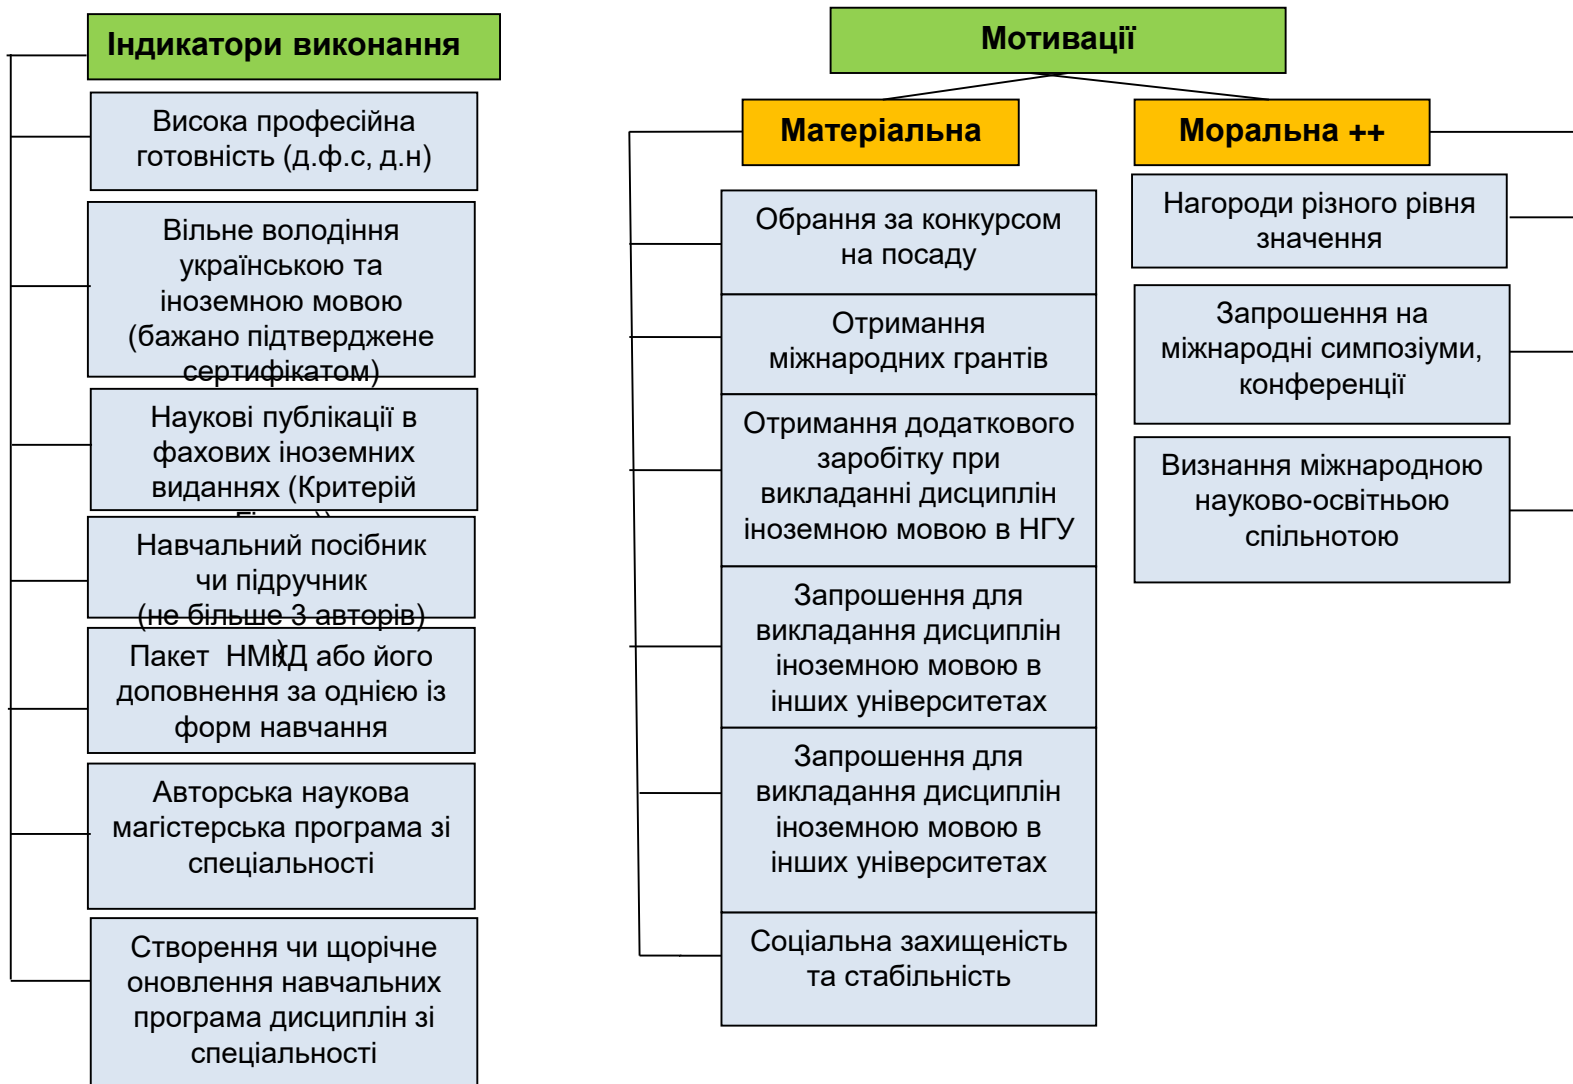 Індикатори виконання
Висока професійна
готовність (д.ф.с, д.н)
Вільне володіння
українською та
іноземною мовою
(бажано підтверджене
сертифікатом)
Наукові публікації в
фахових іноземних
виданнях (Критерій
Навчальний посібник
чи підручник
(не більше 3 авторів)
)
Пакет НМКД або його
доповнення за однією із
форм навчання
Авторська наукова
магістерська програма зі
спеціальності
Створення чи щорічне
оновлення навчальних
програма дисциплін зі
спеціальності
Мотивації
Матеріальна
Обрання за конкурсом
на посаду
Отримання
міжнародних грантів
Отримання додаткового
заробітку при
викладанні дисциплін
іноземною мовою в НГУ
Запрошення для
викладання дисциплін
іноземною мовою в
інших університетах
Запрошення для
викладання дисциплін
іноземною мовою в
інших університетах
Соціальна захищеність
та стабільність
Моральна ++
Нагороди різного рівня
значення
Запрошення на
міжнародні симпозіуми,
конференції
Визнання міжнародною
науково-освітньою
спільнотою